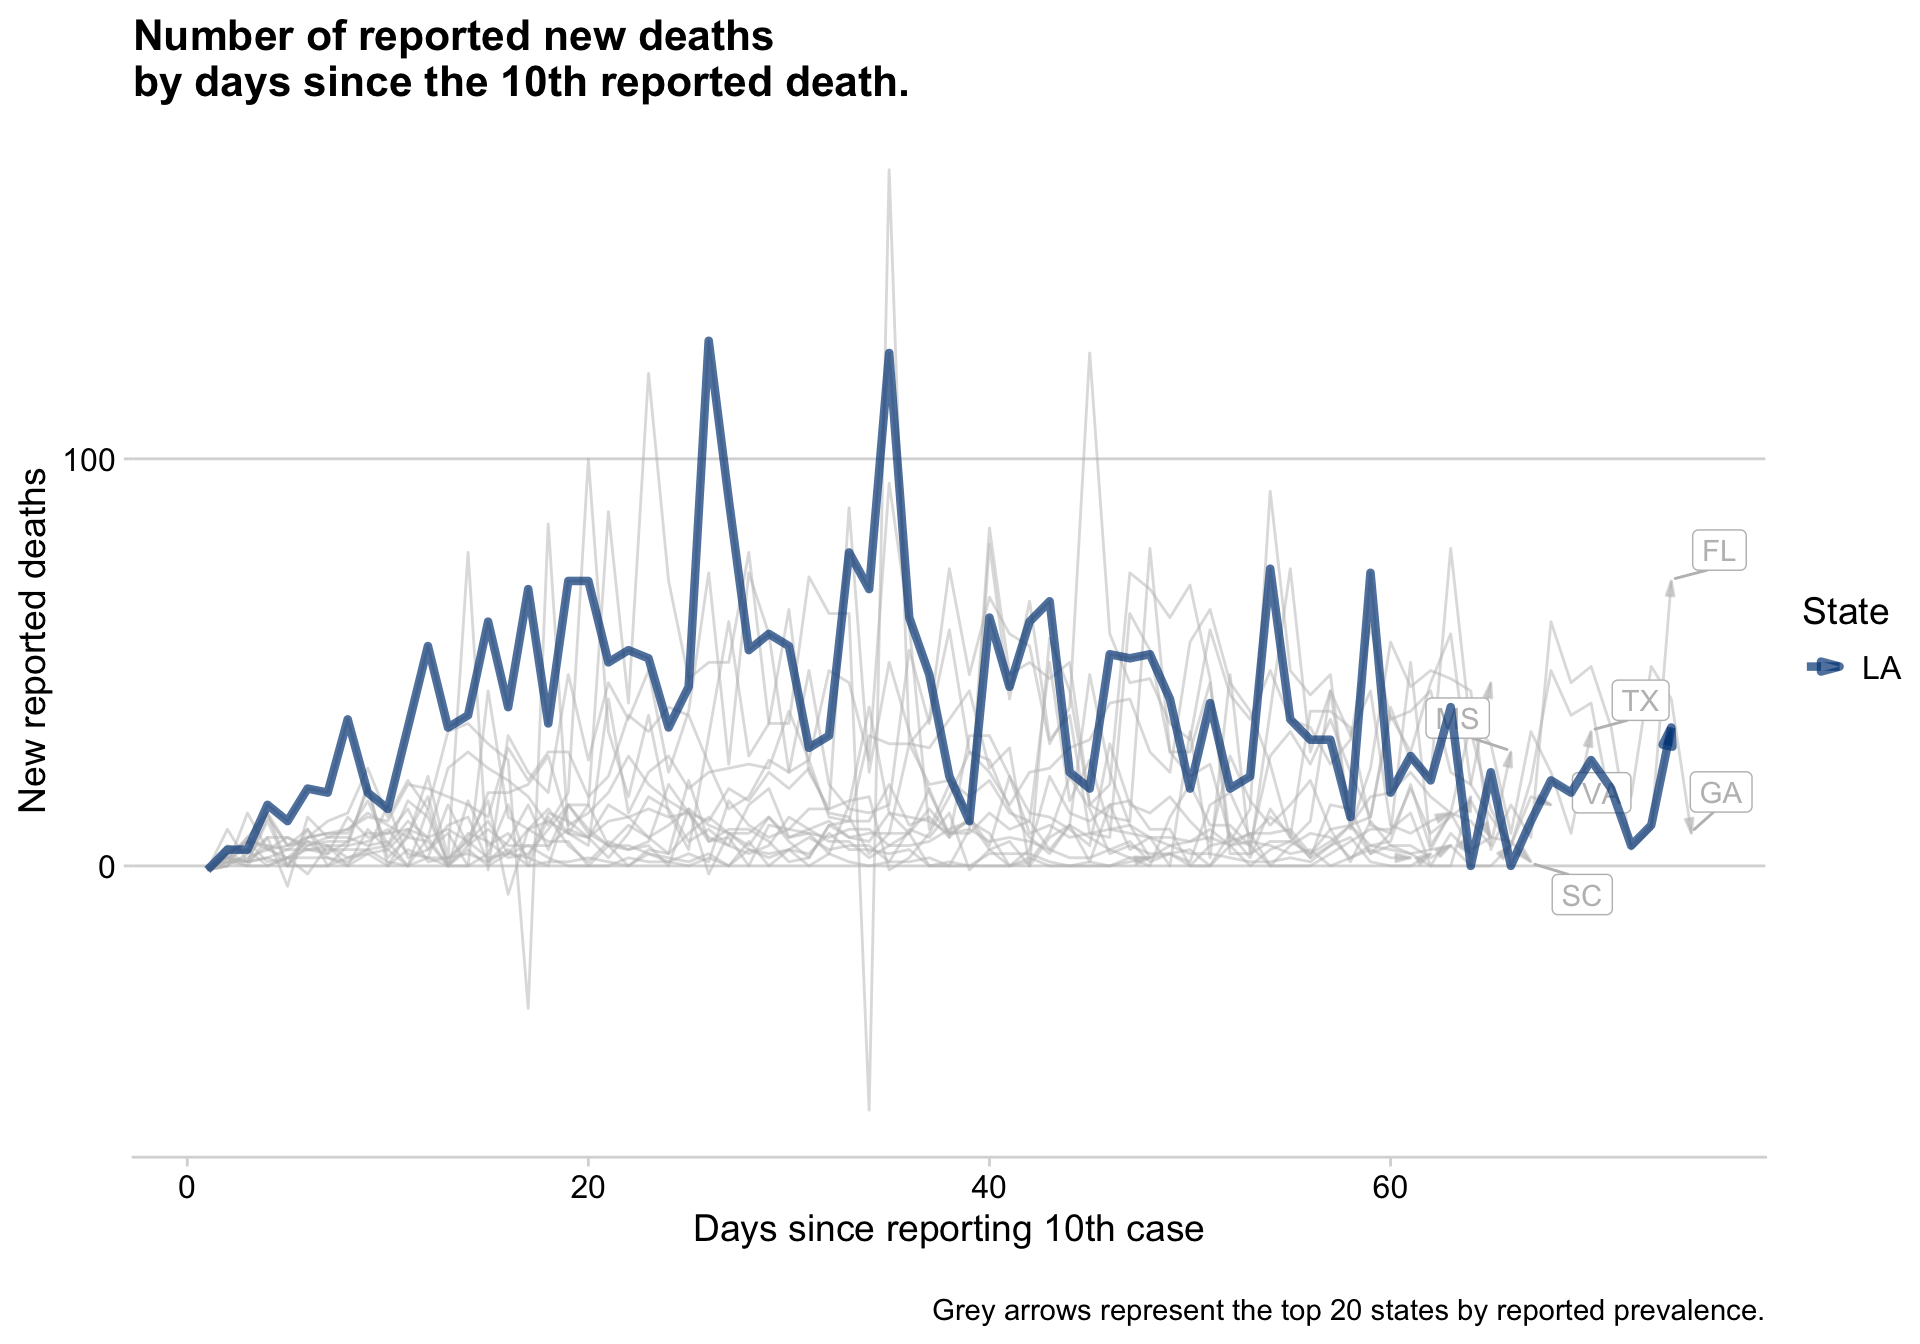 Number of reported new deaths
by days since the 10th reported death.
New reported deaths
100
0
FL
TX
MS
VA
GA
SC
State
LA
0
20
40
60
Days since reporting 10th case
Grey arrows represent the top 20 states by reported prevalence.